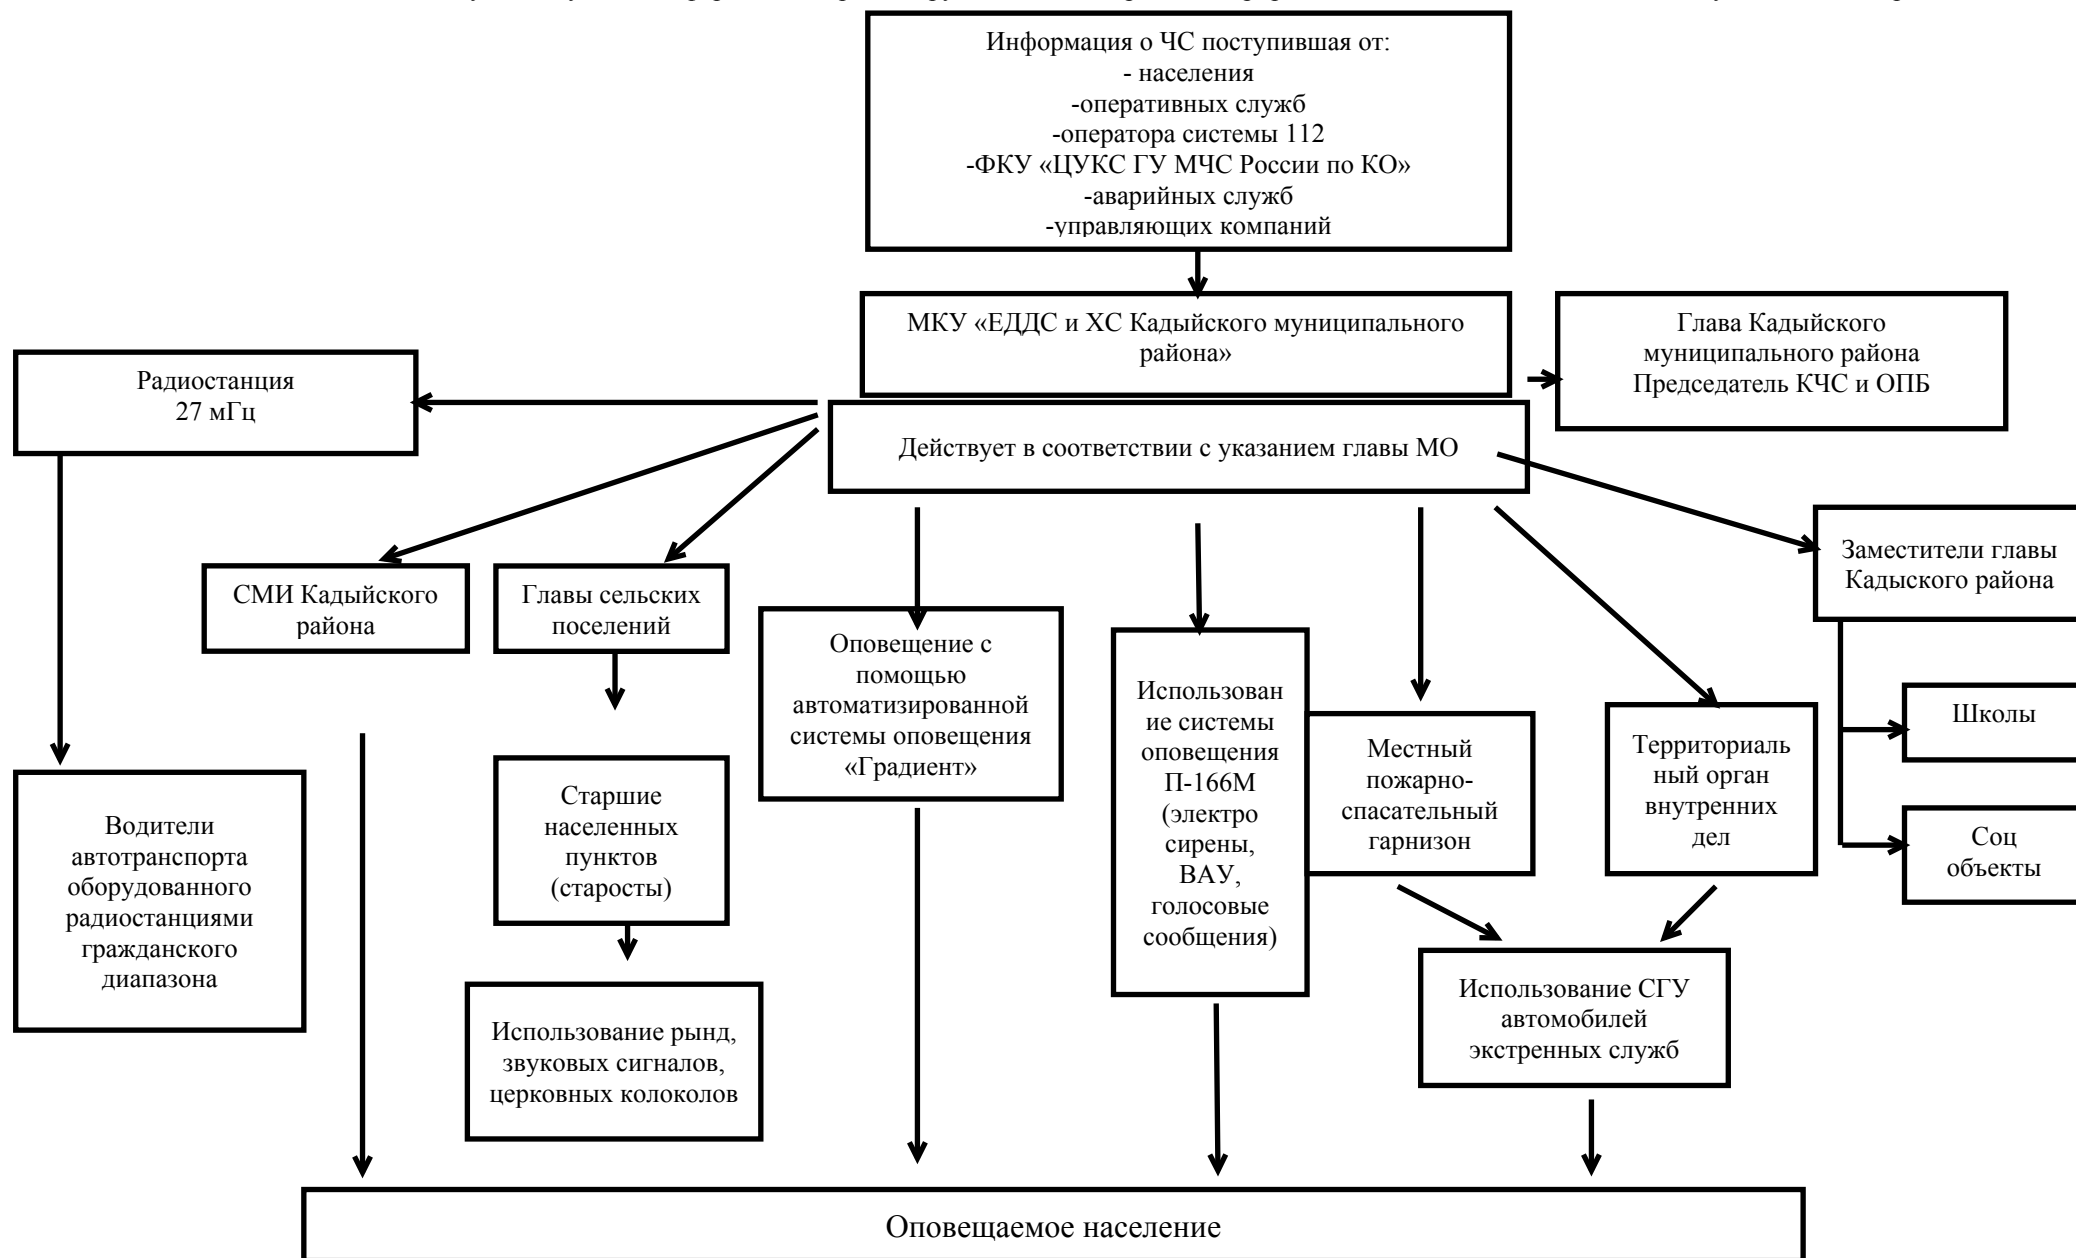 Информация о ЧС поступившая от:
- населения
-оперативных служб
-оператора системы 112
-ФКУ «ЦУКС ГУ МЧС России по КО»
-аварийных служб
-управляющих компаний
МКУ «ЕДДС и ХС Кадыйского муниципального
района»
Глава Кадыйского
муниципального района
Председатель КЧС и ОПБ
Радиостанция
27 мГц
Действует в соответствии с указанием главы МО
Заместители главы
Кадыского района
СМИ Кадыйского
района
Главы сельских
поселений
Оповещение с
помощью
автоматизированной
системы оповещения
«Градиент»
Использован
ие системы
оповещения
П-166М
(электро
сирены,
ВАУ,
голосовые
сообщения)
Местный
пожарно-
спасательный
гарнизон
Территориаль
ный орган
внутренних
дел
Школы
Соц
объекты
Водители
автотранспорта
оборудованного
радиостанциями
гражданского
диапазона
Старшие
населенных
пунктов
(старосты)
Использование рынд,
звуковых сигналов,
церковных колоколов
Использование СГУ
автомобилей
экстренных служб
Оповещаемое население